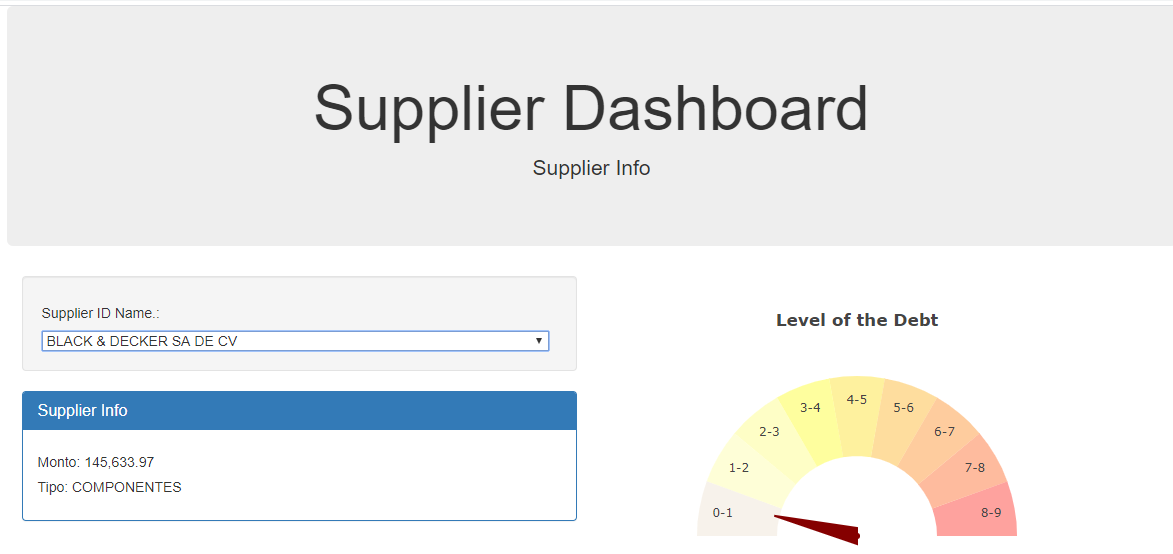 Supplier Dashboard
Supplier Info
Supplier ID Name.:
BLACK & DECKER SA DE CV
Supplier Info
Monto: 145,633.97
Tipo: COMPONENTES
Level of the Debt
0-1
1-2
2-3
3-4
4-5
5-6
6-7
7-8
8-9